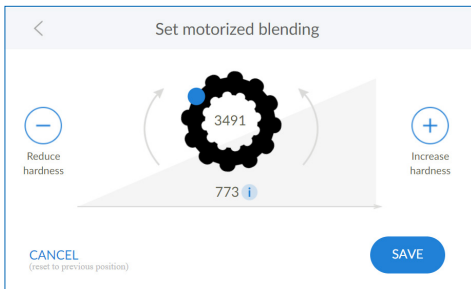 Set motorized blending
3491
Reduce
hardness
Increase
hardness
773 i
CANCEL
(reset to previous position)
SAVE